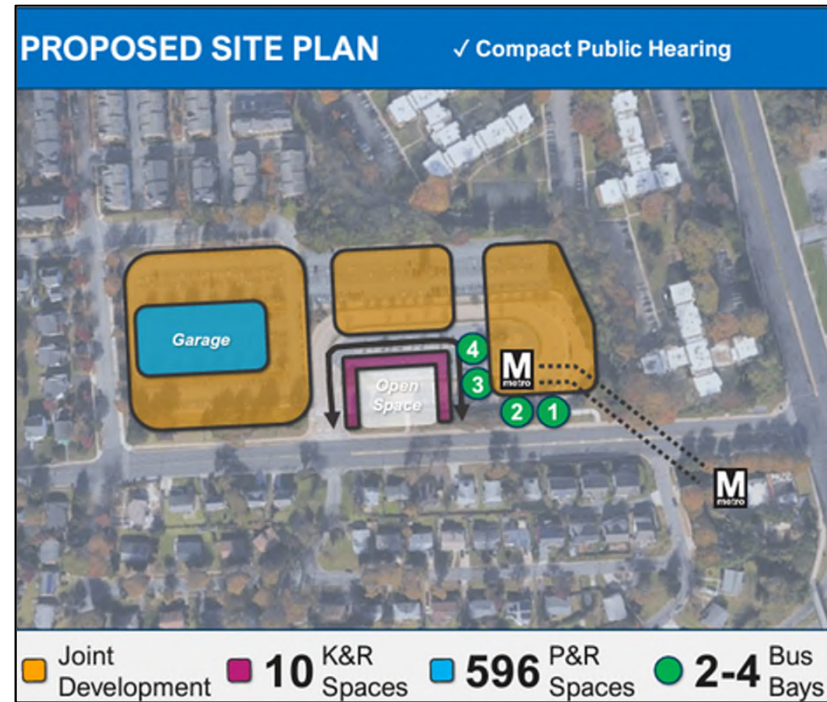 PROPOSED SITE PLAN
✓ Compact Public Hearing
Garage
4
3
Open
Space
M
metro
2
1
M
metro
Joint
Development
10 K&R
Spaces
596 P&R
Spaces
2-4 Bus
Bays